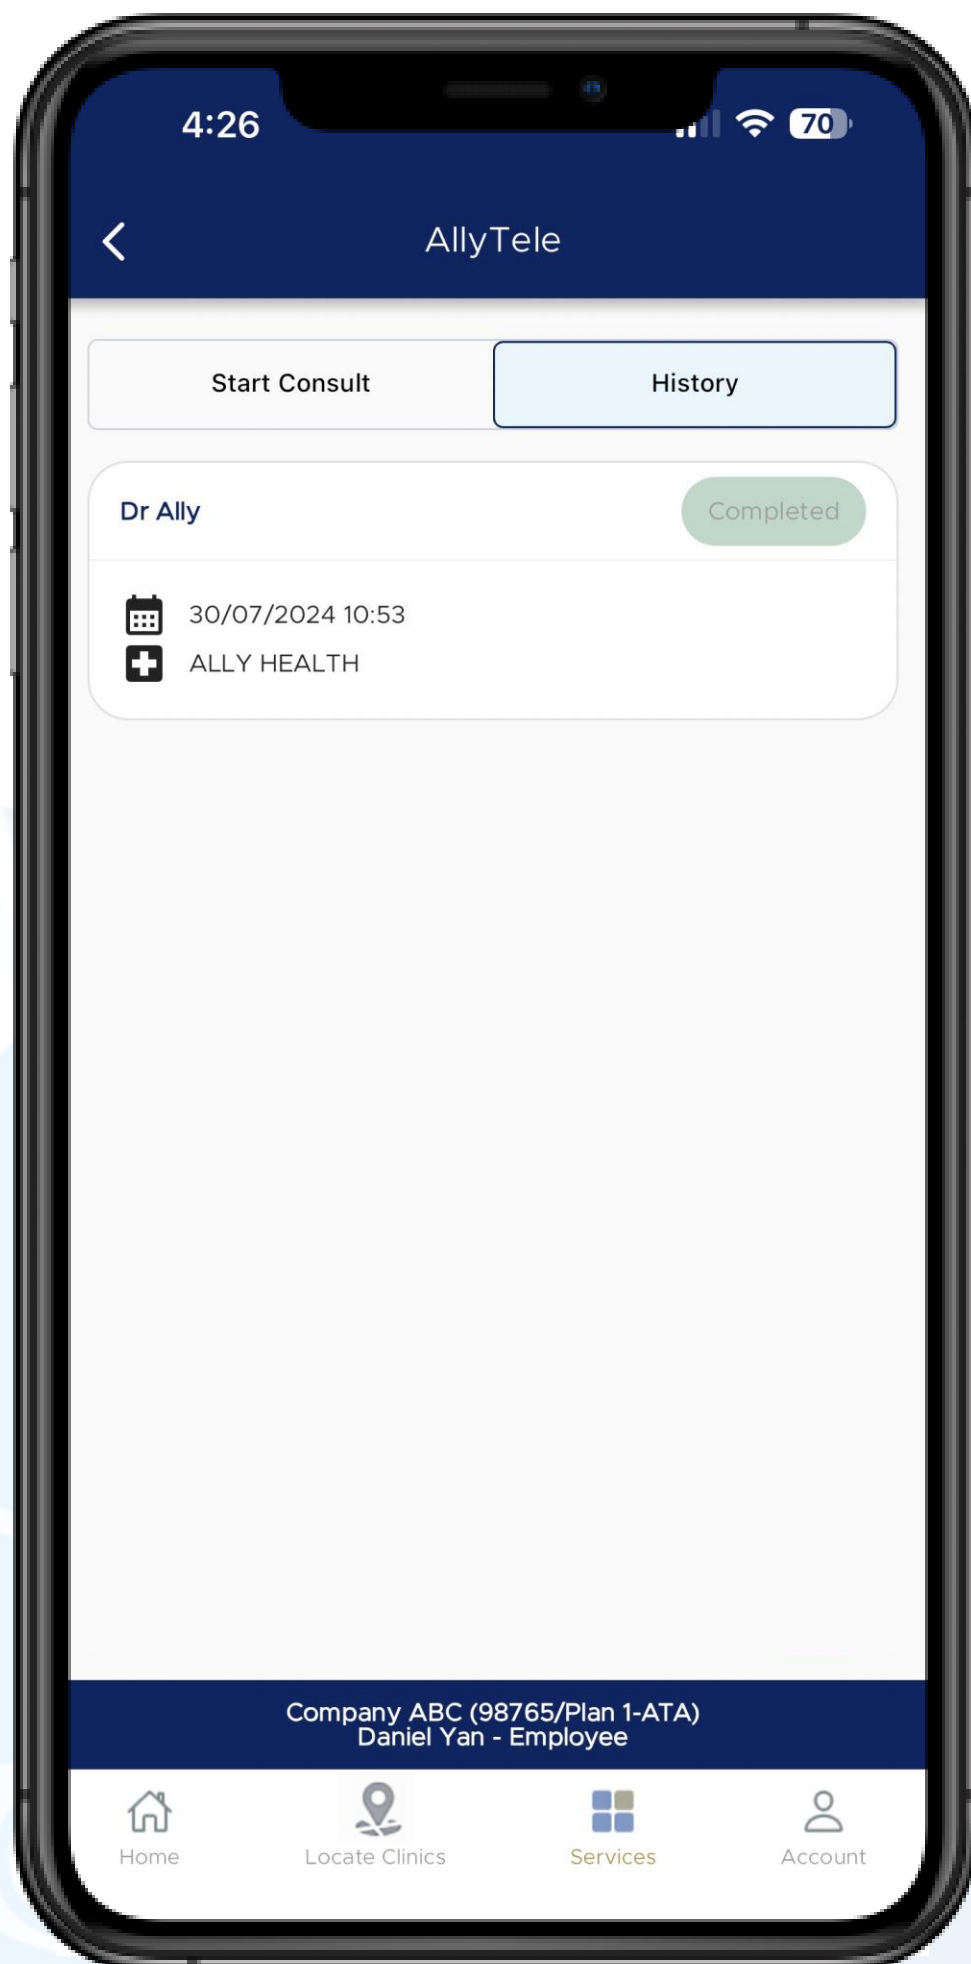 4:26
70
AllyTele
Start Consult
History
Dr Ally
Completed
30/07/2024 10:53
ALLY HEALTH
Company ABC (98765/Plan 1-ATA)
Daniel Yan - Employee
Home
Locate Clinics
Services
Account